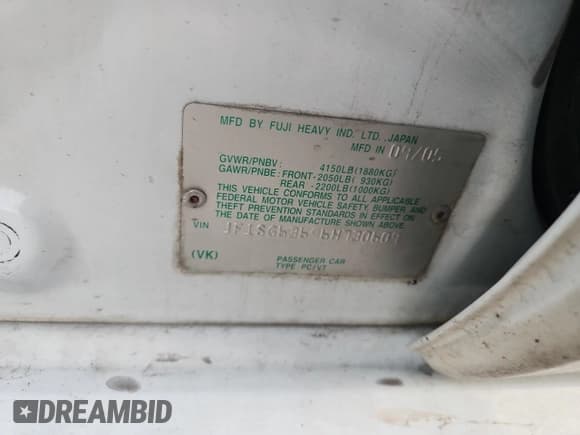 MFD BY FUJI HEAVY IND. LTD. JAPAN
MFD IN 04/05
GVWR/PNBV: 4150LB(1880KG)
GAWR/PNBE:FRONT-2050LB( 930KG)
REAR -2200LB(1000KG)
THIS VEHICLE CONFORMS TO ALL APPLICABLE
FEDERAL MOTOR VEHICLE SAFETY, BUMPER, AND
THEFT PREVENTION STANDARDS IN EFFECT ON
THE DATE OF MANUFACTURE SHOWN ABOVE.
VIN
(VK)
PASSENGER CAR
TYPE PC/VT
DREAMBID